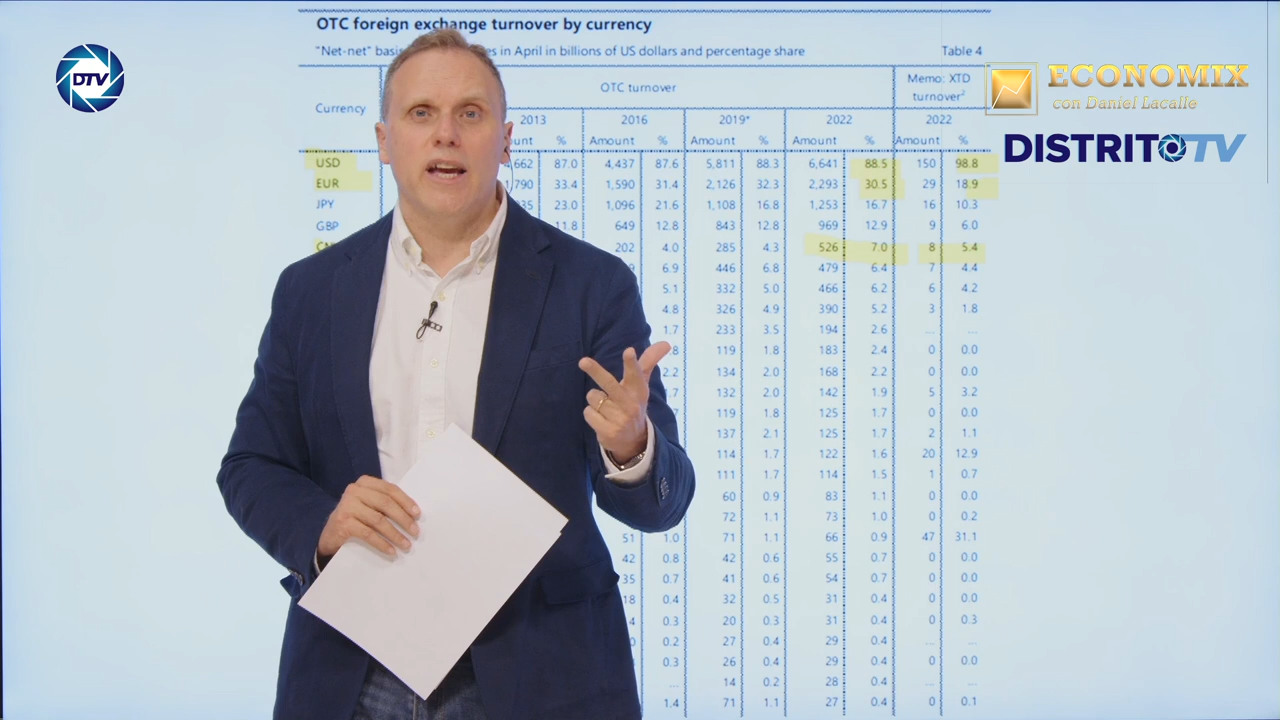 DTV
ECONOMIX
con Daniel Lacalle
DISTRITO TV
OTC foreign exchange turnover by currency
"Net-net" es in April in billions of US dollars and percentage share Table 4
Currency OTC turnover Memo: XTD turnover²
2013 2016 2019* 2022 2022
% Amount % Amount % Amount % Amount %
USD 4,662 87.0 4,437 87.6 5,811 88.3 6,641 88.5 150 98.8
EUR 1,790 33.4 1,590 31.4 2,126 32.3 2,293 30.5 29 18.9
JPY 23.0 1,096 21.6 1,108 16.8 1,253 16.7 16 10.3
GBP 11.8 649 12.8 843 12.8 969 12.9 9 6.0
202 4.0 285 4.3 526 7.0 8 5.4
6.9 446 6.8 479 6.4 7 4.4
5.1 332 5.0 466 6.2 6 4.2
4.8 326 4.9 390 5.2 3 1.8
1.7 233 3.5 194 2.6 .... ....
119 1.8 183 2.4 0 0.0
2.2 134 2.0 168 2.2 0 0.0
132 2.0 142 1.9 5 3.2
119 1.8 125 1.7 0 0.0
137 2.1 125 1.7 2 1.1
114 1.7 122 1.6 20 12.9
111 1.7 114 1.5 1 0.7
60 0.9 83 1.1 0 0.0
72 1.1 73 1.0 0 0.2
51 1.0 71 1.1 66 0.9 47 31.1
42 0.8 42 0.6 55 0.7 0 0.0
35 0.7 41 0.6 54 0.7 0 0.0
18 0.4 32 0.5 31 0.4 0 0.0
4 0.3 20 0.3 31 0.4 0 0.3
0.2 27 0.4 29 0.4 .... ....
0.3 26 0.4 29 0.4 0 0.0
.... 14 0.2 28 0.4 .... ....
1.4 71 1.1 27 0.4 0 0.1